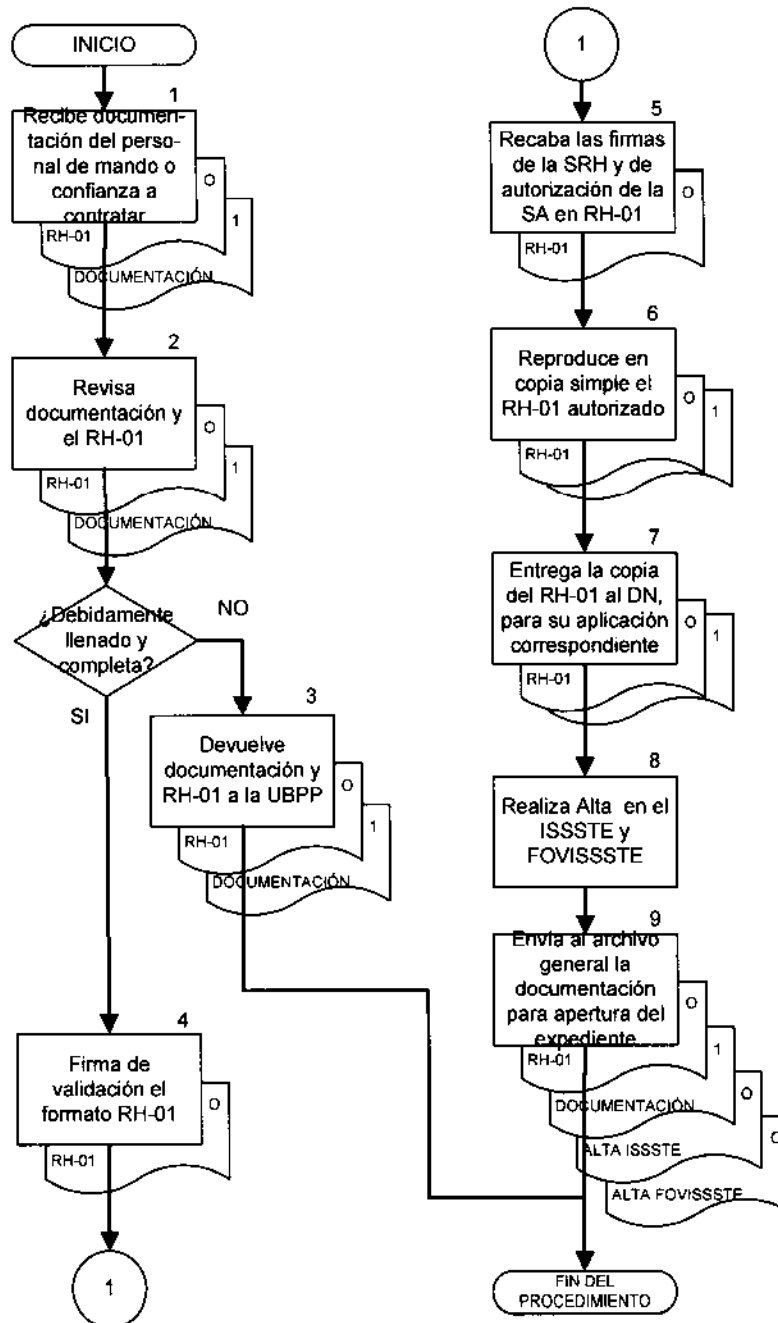 INICIO
1
Recibe documen-
tación del perso-
nal de mando o
confianza a
contratar
O
RH-01
1
DOCUMENTACIÓN
2
Revisa
documentación y
el RH-01
O
RH-01
1
DOCUMENTACIÓN
¿Debidamente
llenado y
completa?
NO
SI
3
Devuelve
documentación y
RH-01 a la UBPP
O
RH-01
1
DOCUMENTACIÓN
4
Firma de
validación el
formato RH-01
O
RH-01
1
1
5
Recaba las firmas
de la SRH y de
autorización de la
SA en RH-01
O
RH-01
6
Reproduce en
copia simple el
RH-01 autorizado
O
1
RH-01
7
Entrega la copia
del RH-01 al DN,
para su aplicación
correspondiente
O
1
RH-01
8
Realiza Alta en el
ISSSTE y
FOVISSSTE
9
Envía al archivo
general la
documentación
para apertura del
expediente
O
RH-01
1
DOCUMENTACIÓN
O
ALTA ISSSTE
O
ALTA FOVISSSTE
FIN DEL
PROCEDIMIENTO